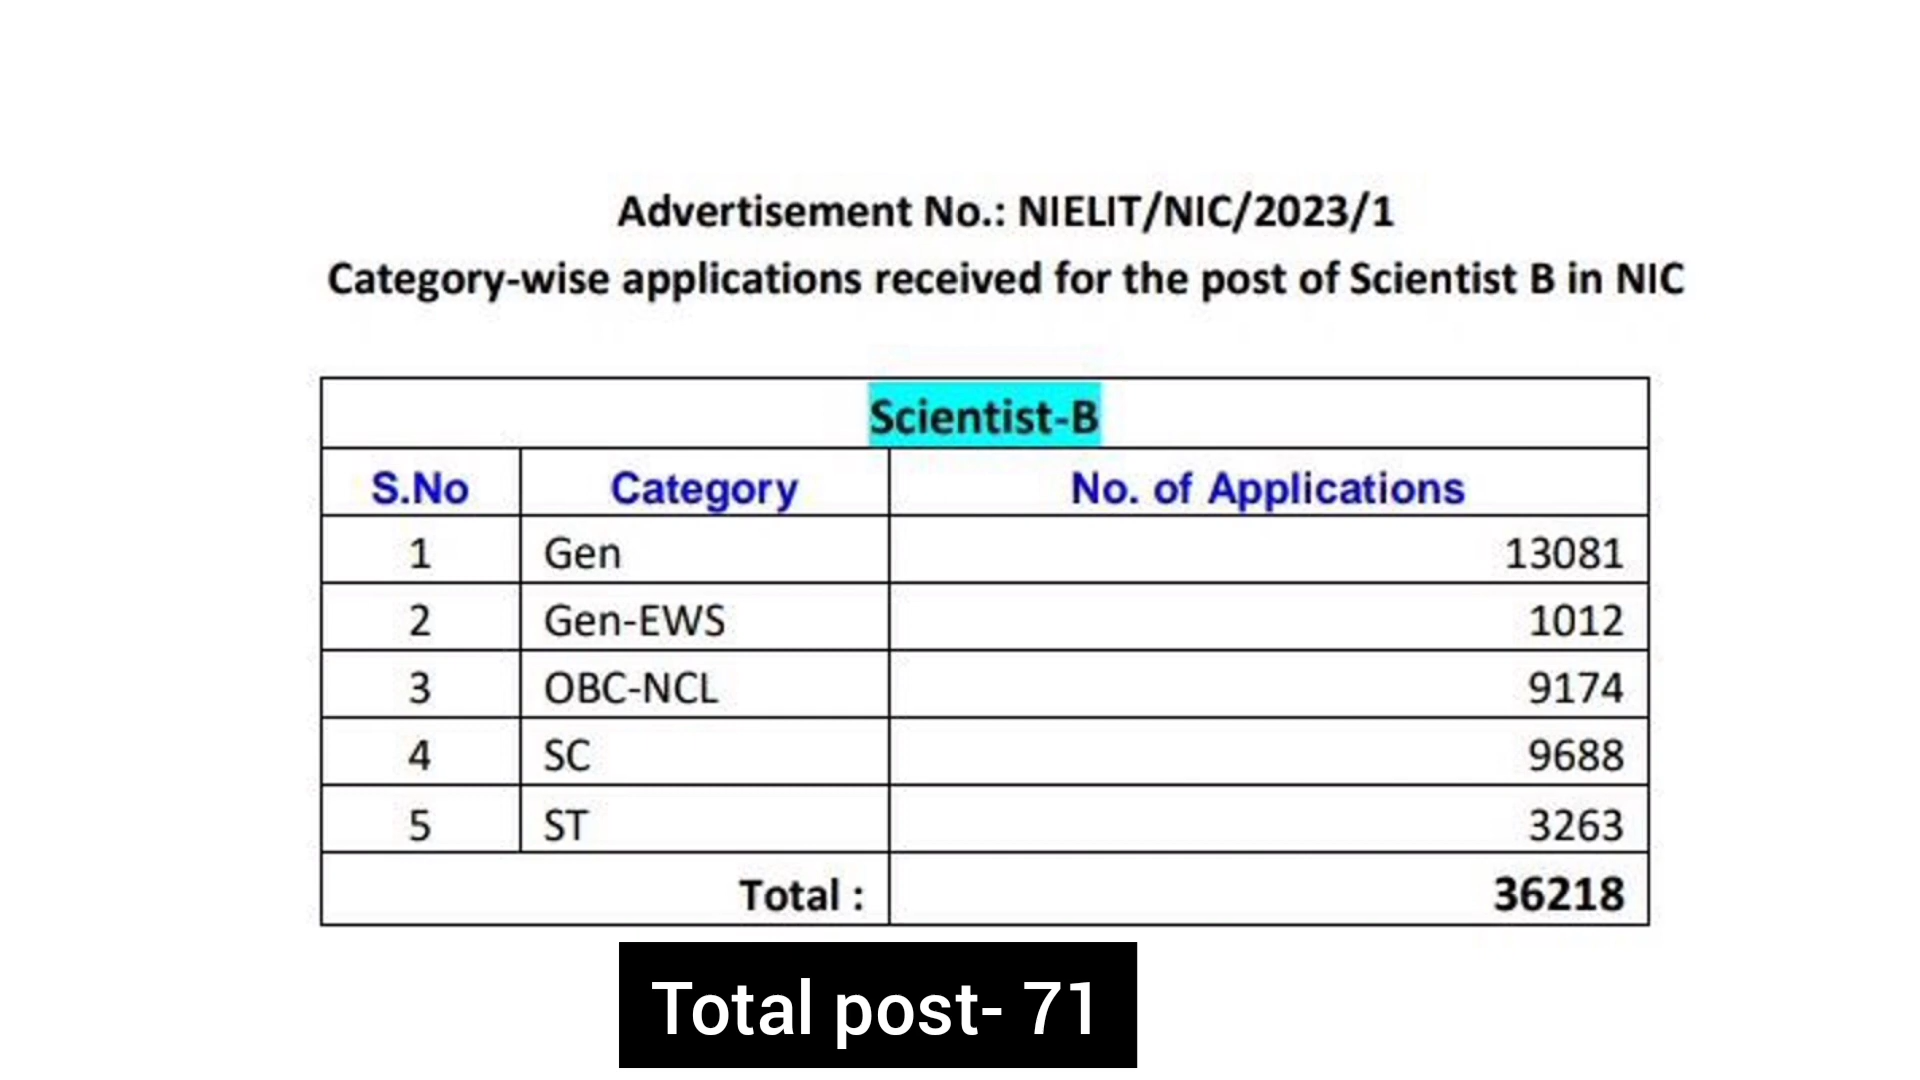 Advertisement No.: NIELIT/NIC/2023/1
Category-wise applications received for the post of Scientist B in NIC
Scientist-B
S.No Category No. of Applications
1 Gen 13081
2 Gen-EWS 1012
3 OBC-NCL 9174
4 SC 9688
5 ST 3263
Total : 36218
Total post- 71